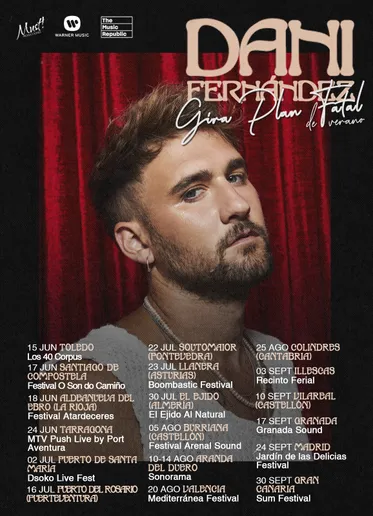 Must!
WARNER MUSIC
The
Music
Republic
DANI
FERNÁNDEZ
Gira Plan Fatal
de verano
15 JUN TOLEDO
Los 40 Corpus
17 JUN SANTIAGO DE
COMPOSTELA
Festival O Son do Camiño
18 JUN ALDEANUEVA DEL
EBRO (LA RIOJA)
Festival Atardeceres
24 JUN TARRAGONA
MTV Push Live by Port
Aventura
02 JUL PUERTO DE SANTA
MARIA
Dsoko Live Fest
16 JUL PUERTO DEL ROSARIO
(FUERTEVENTURA)
22 JUL SOUTOMAIOR
(PONTEVEDRA)
23 JUL LLANERA
(ASTURIAS)
Boombastic Festival
30 JUL EL EJIDO
(ALMERIA)
El Ejido Al Natural
05 AGO BURRIANA
(CASTELLÓN)
Festival Arenal Sound
10-14 AGO ARANDA
DEL DUERO
Sonorama
20 AGO VALENCIA
Mediterránea Festival
25 AGO COLINDRES
(CANTABRIA)
03 SEPT ILLESCAS
Recinto Ferial
10 SEPT VILARBAL
(CASTELLÓN)
17 SEPT GRANADA
Granada Sound
24 SEPT MADRID
Jardín de las Delicias
Festival
30 SEPT GRAN
CANARIA
Sum Festival